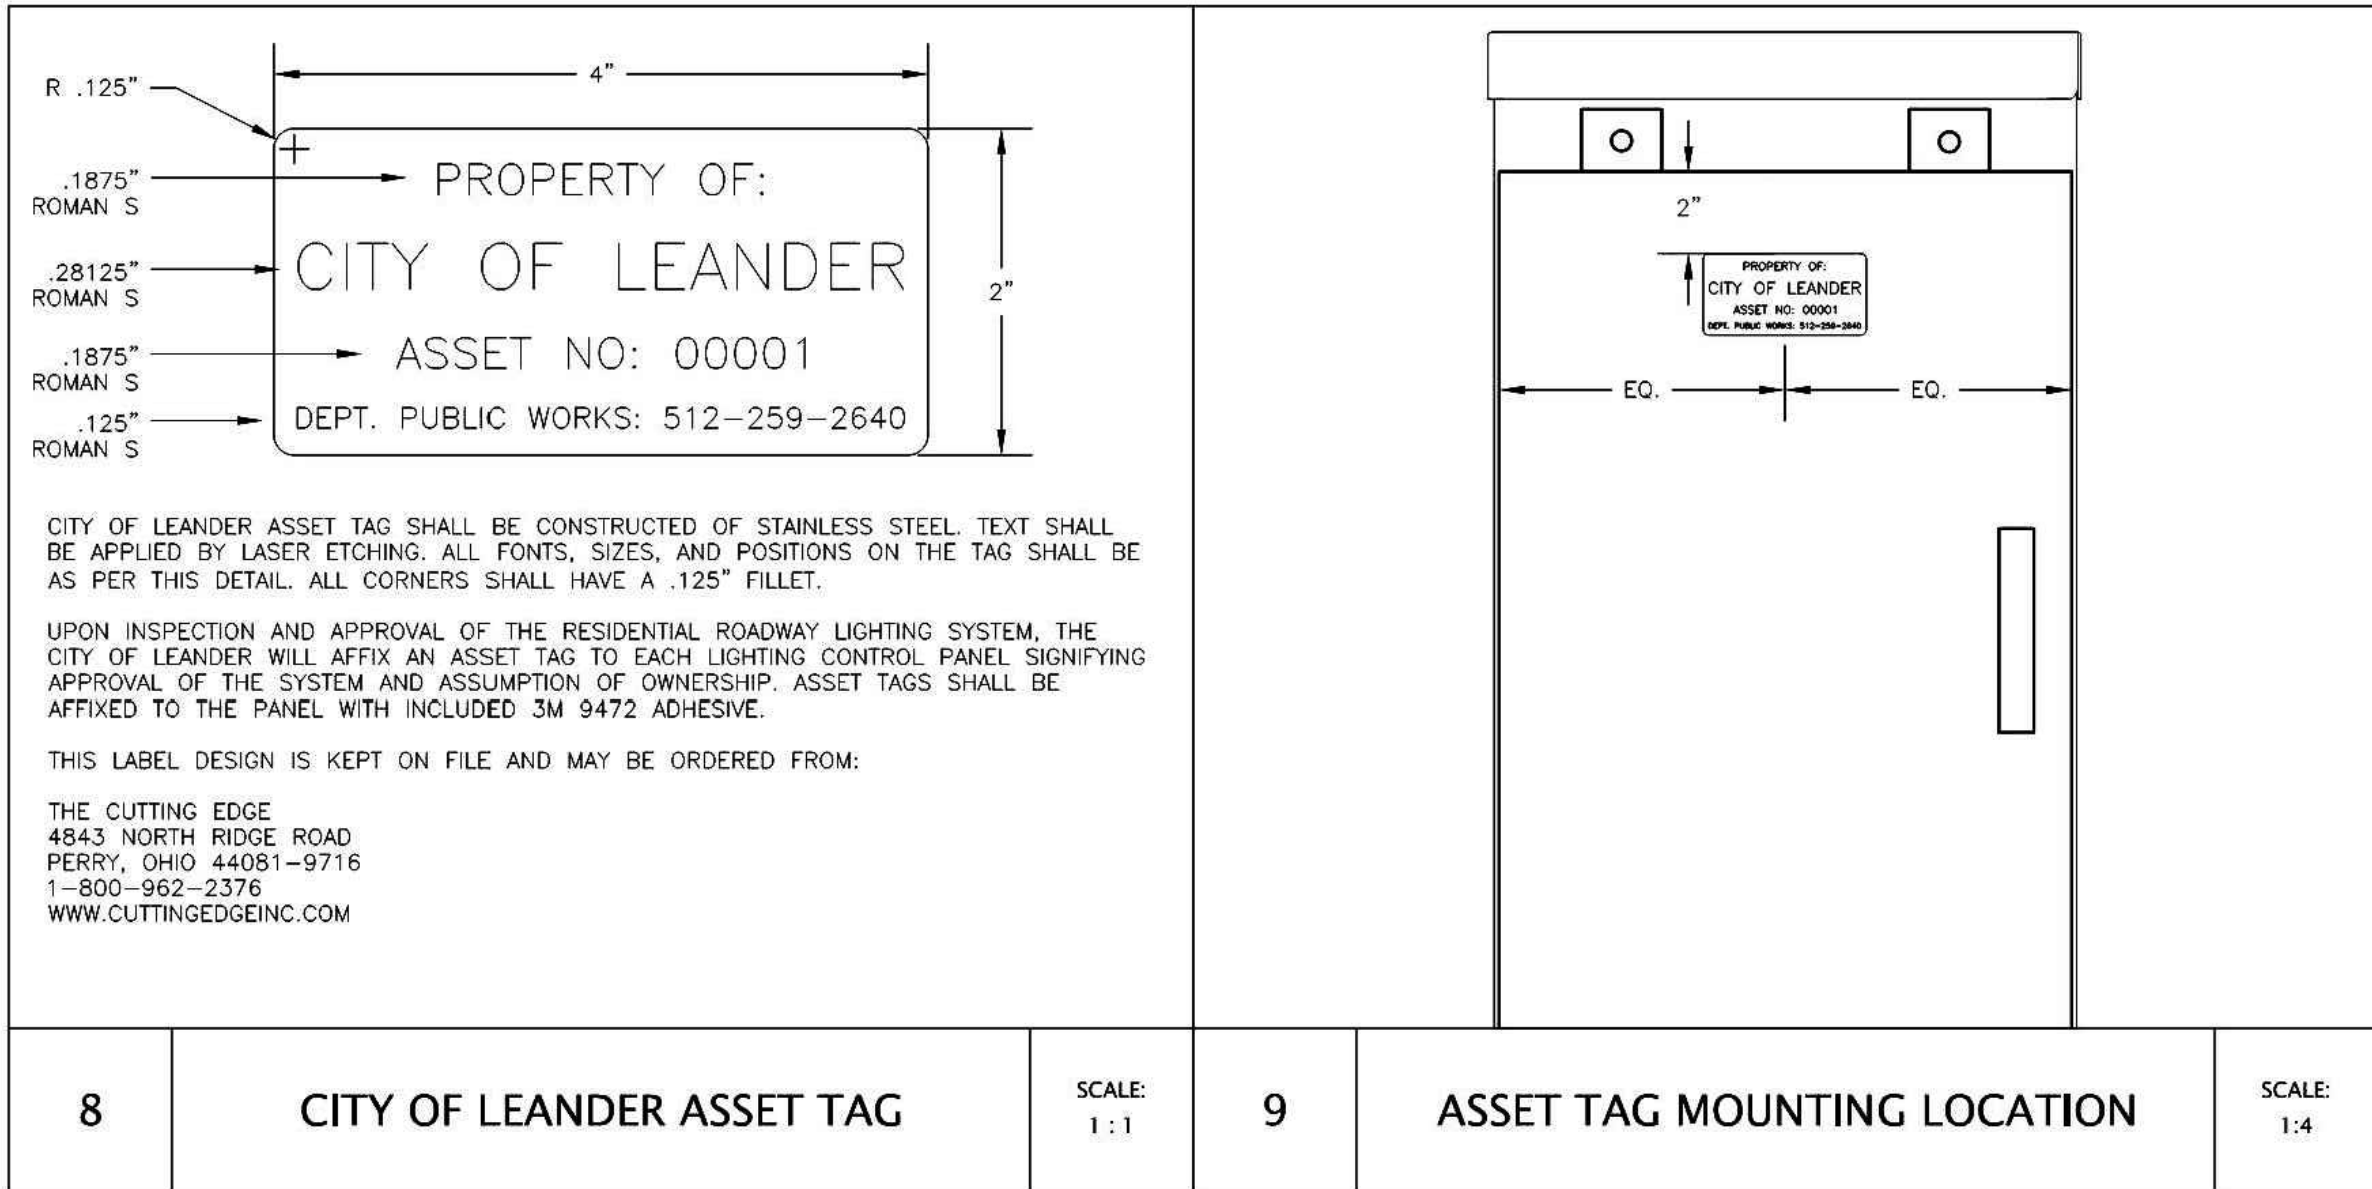 R .125"
4"
.1875"
ROMAN S
PROPERTY OF:
.28125"
ROMAN S
CITY OF LEANDER
2"
.1875"
ROMAN S
ASSET NO: 00001
.125"
ROMAN S
DEPT. PUBLIC WORKS: 512-259-2640
CITY OF LEANDER ASSET TAG SHALL BE CONSTRUCTED OF STAINLESS STEEL. TEXT SHALL
BE APPLIED BY LASER ETCHING. ALL FONTS, SIZES, AND POSITIONS ON THE TAG SHALL BE
AS PER THIS DETAIL. ALL CORNERS SHALL HAVE A .125" FILLET.
UPON INSPECTION AND APPROVAL OF THE RESIDENTIAL ROADWAY LIGHTING SYSTEM, THE
CITY OF LEANDER WILL AFFIX AN ASSET TAG TO EACH LIGHTING CONTROL PANEL SIGNIFYING
APPROVAL OF THE SYSTEM AND ASSUMPTION OF OWNERSHIP. ASSET TAGS SHALL BE
AFFIXED TO THE PANEL WITH INCLUDED 3M 9472 ADHESIVE.
THIS LABEL DESIGN IS KEPT ON FILE AND MAY BE ORDERED FROM:
THE CUTTING EDGE
4843 NORTH RIDGE ROAD
PERRY, OHIO 44081-9716
1-800-962-2376
WWW.CUTTINGEDGEINC.COM
8
CITY OF LEANDER ASSET TAG
SCALE:
1 : 1
2"
PROPERTY OF:
CITY OF LEANDER
ASSET NO: 00001
DEPT. PUBLIC WORKS: 512-259-2640
EQ. EQ.
9
ASSET TAG MOUNTING LOCATION
SCALE:
1:4